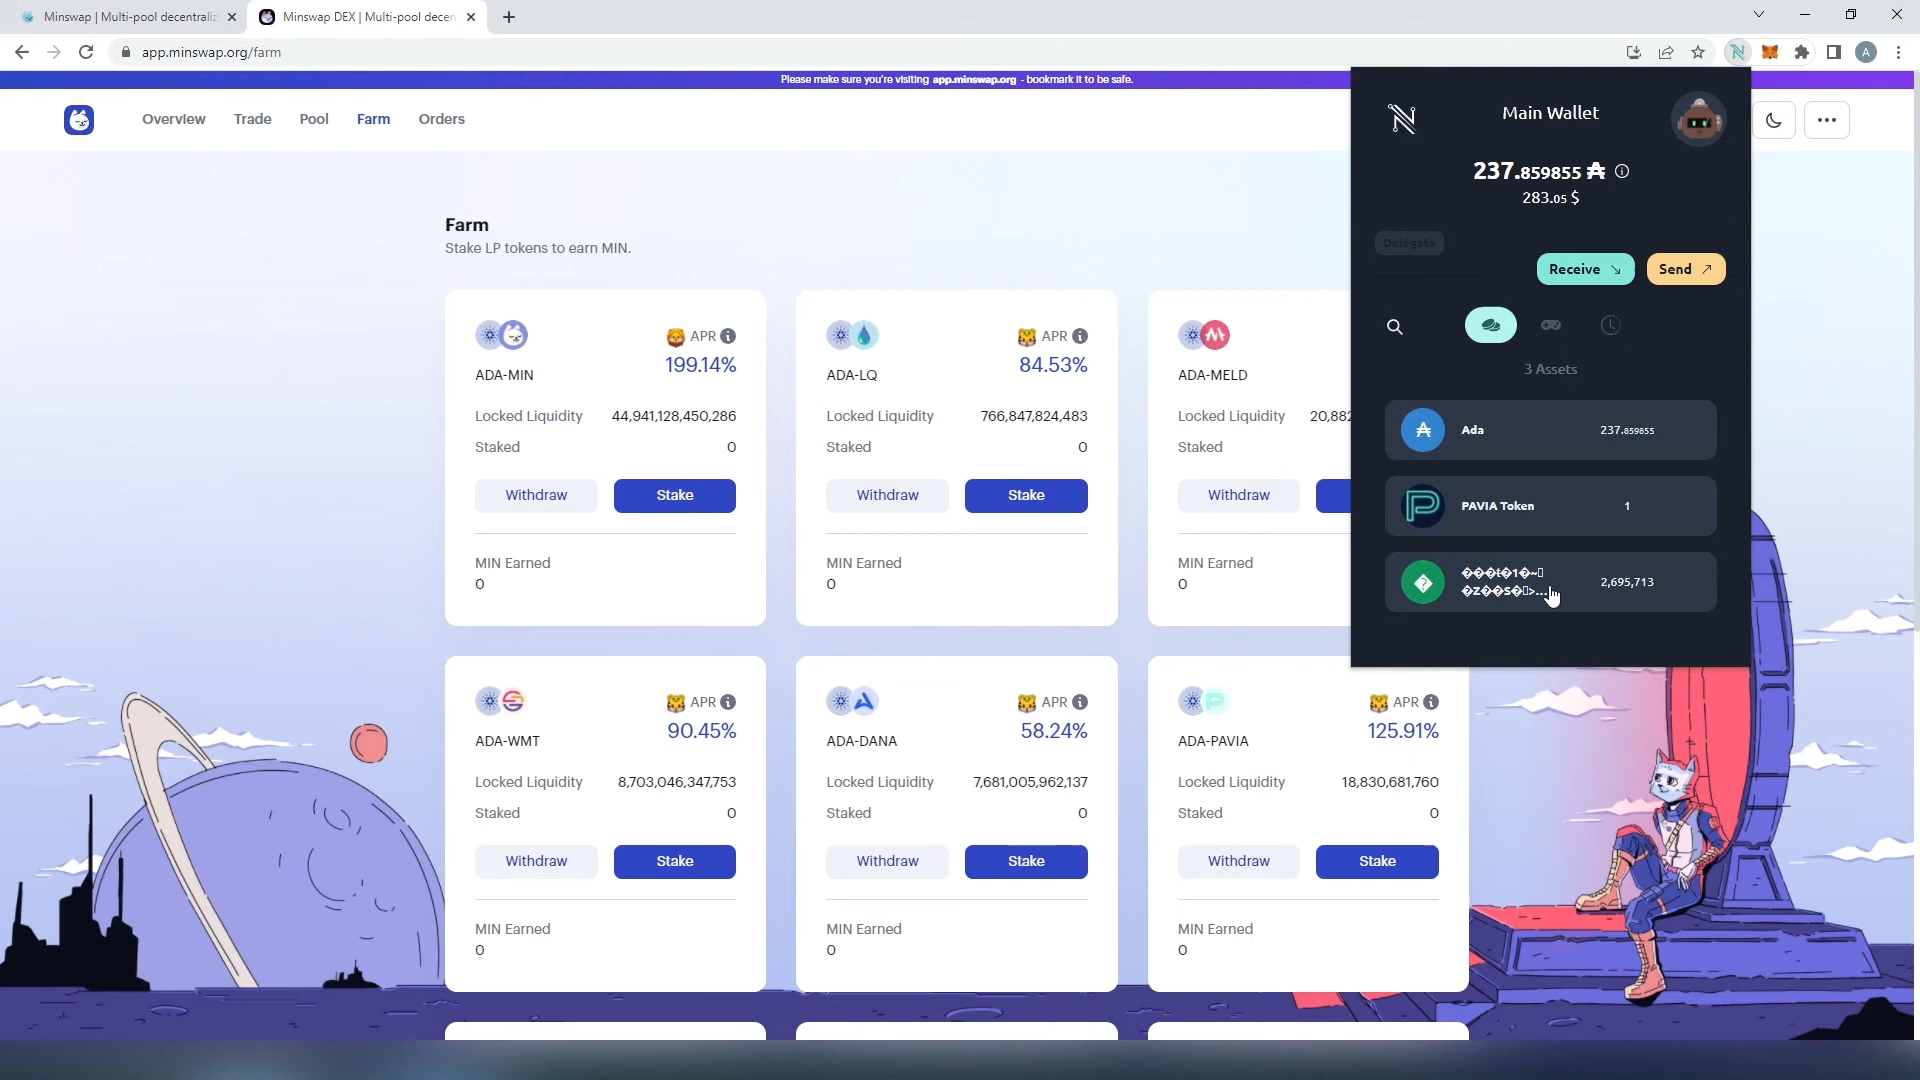 Minswap | Multi-pool decentraliz
Minswap DEX | Multi-pool decen
app.minswap.org/farm
A
Please make sure you're visiting app.minswap.org - bookmark it to be safe.
Overview
Trade
Pool
Farm
Orders
Farm
Stake LP tokens to earn MIN.
APR
199.14%
ADA-MIN
Locked Liquidity 44,941,128,450,286
Staked 0
Withdraw
Stake
MIN Earned
0
APR
84.53%
ADA-LQ
Locked Liquidity 766,847,824,483
Staked 0
Withdraw
Stake
MIN Earned
0
ADA-MELD
Locked Liquidity 20,882
Staked
Withdraw
MIN Earned
0
APR
90.45%
ADA-WMT
Locked Liquidity 8,703,046,347,753
Staked 0
Withdraw
Stake
MIN Earned
0
APR
58.24%
ADA-DANA
Locked Liquidity 7,681,005,962,137
Staked 0
Withdraw
Stake
MIN Earned
0
APR
125.91%
ADA-PAVIA
Locked Liquidity 18,830,681,760
Staked 0
Withdraw
Stake
MIN Earned
0
Main Wallet
237.859855 ₳
283.05 $
Delegate
Receive
Send
3 Assets
Ada 237.859855
PAVIA Token 1
2,695,713